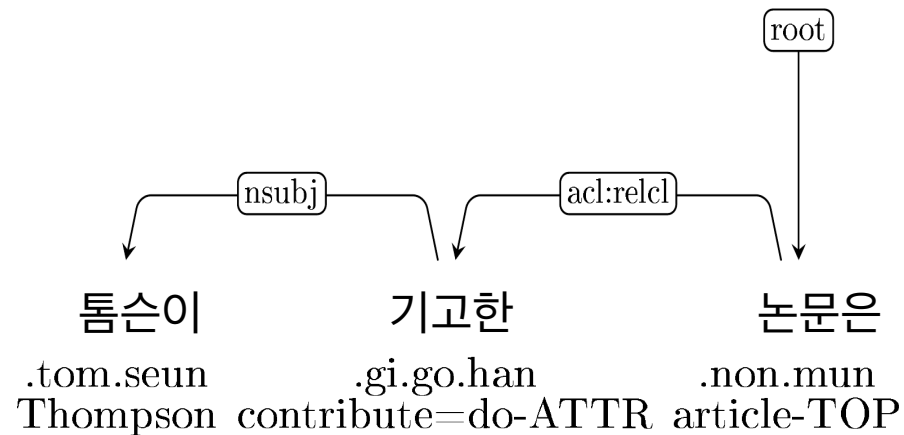 root
nsubj acl:relcl
톰슨이 기고한 논문은
.tom.seun .gi.go.han .non.mun
Thompson contribute=do-ATTR article-TOP